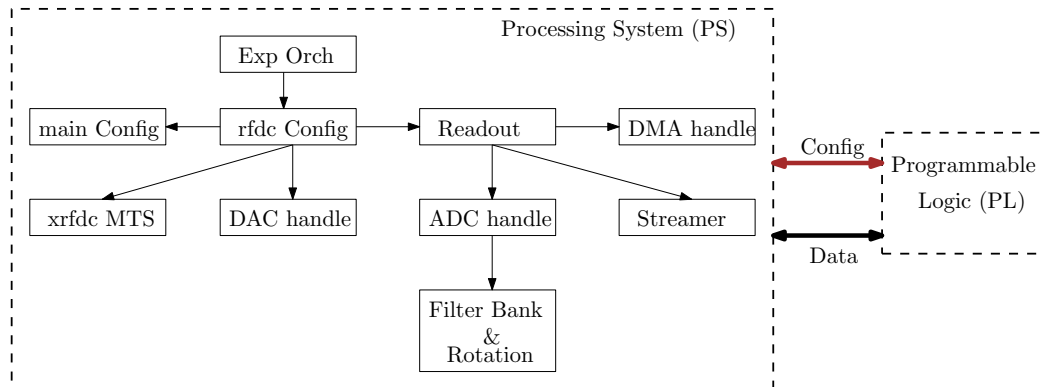 Processing System (PS)
Exp Orch
main Config
rfdc Config
Readout
DMA handle
xrfdc MTS
DAC handle
ADC handle
Streamer
Filter Bank
&
Rotation
Config
Data
Programmable
Logic (PL)